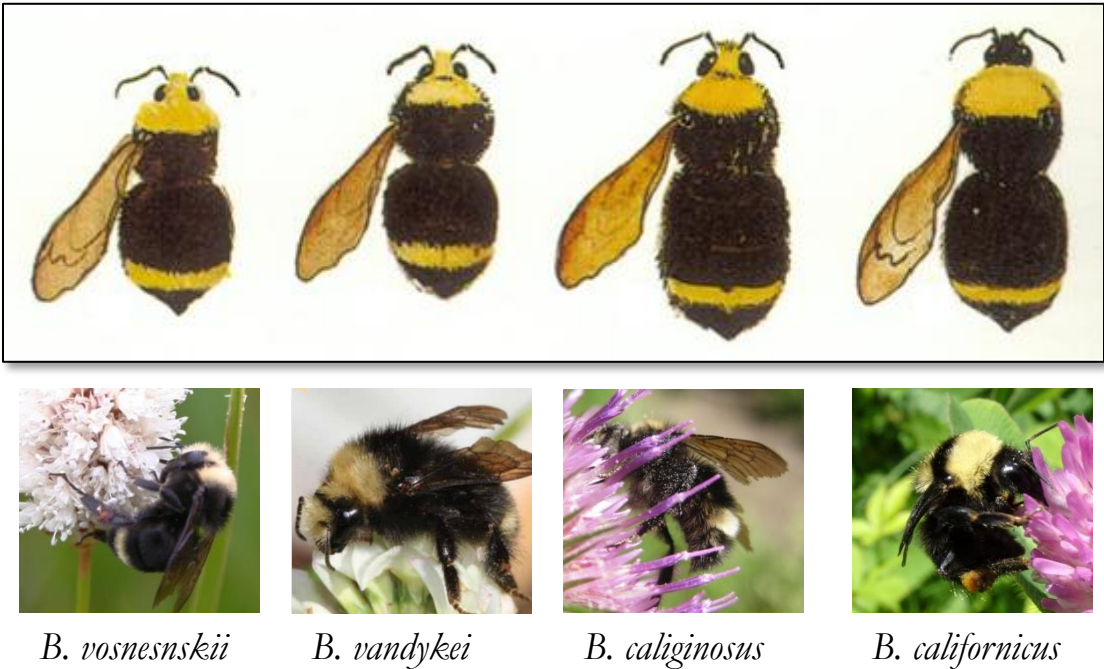 B. vosnesnskii
B. vandykei
B. caliginosus
B. californicus